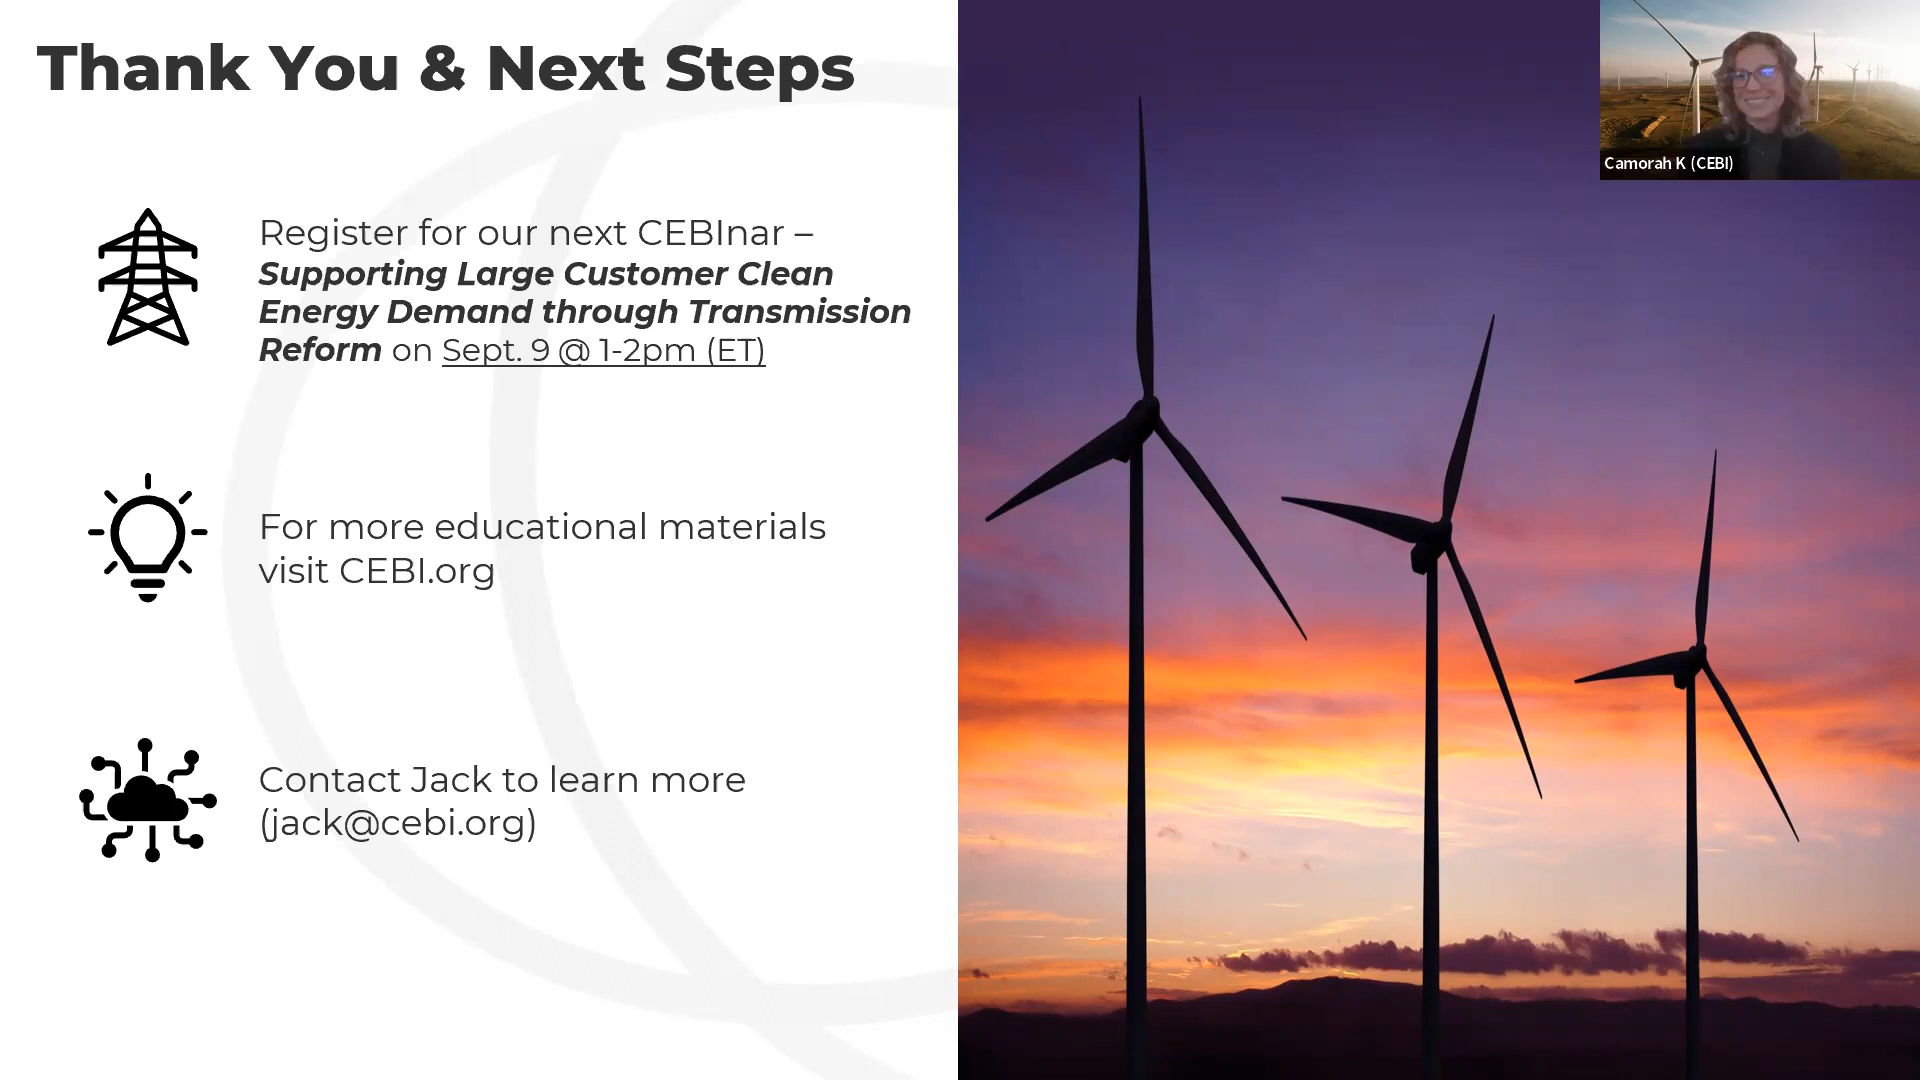 Thank You & Next Steps
Camorah K (CEBI)
Register for our next CEBInar –
Supporting Large Customer Clean
Energy Demand through Transmission
Reform on Sept. 9 @ 1-2pm (ET)
For more educational materials
visit CEBI.org
Contact Jack to learn more
(jack@cebi.org)